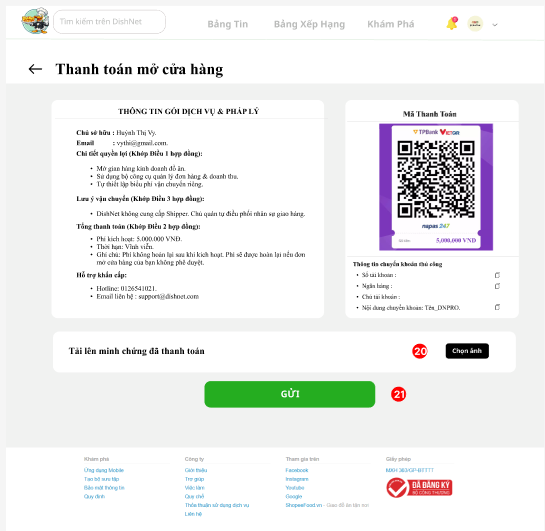 Tìm kiếm trên DishNet
Bảng Tin
Bảng Xếp Hạng
Khám Phá
Thanh toán mở cửa hàng
THÔNG TIN GÓI DỊCH VỤ & PHÁP LÝ
Chủ sở hữu : Huỳnh Thị Vy.
Email : vythi@gmail.com.
Chi tiết quyền lợi (Khớp Điều 1 hợp đồng):
• Mở gian hàng kinh doanh đồ ăn.
• Sử dụng bộ công cụ quản lý đơn hàng & doanh thu.
• Tự thiết lập biểu phí vận chuyển riêng.
Lưu ý vận chuyển (Khớp Điều 3 hợp đồng):
• DishNet không cung cấp Shipper. Chủ quán tự điều phối nhân sự giao hàng.
Tổng thanh toán (Khớp Điều 2 hợp đồng):
• Phí kích hoạt: 5.000.000 VNĐ.
• Thời hạn: Vĩnh viễn.
• Ghi chú: Phí không hoàn lại sau khi kích hoạt. Phí sẽ được hoàn lại nếu đơn
mở cửa hàng của bạn không phê duyệt.
Hỗ trợ khẩn cấp:
• Hotline: 0126541021.
• Email liên hệ : support@dishnet.com
Mã Thanh Toán
TPBank VIETQR
napas 247
Số tiền 5,000,000 VND
Thông tin chuyển khoản thủ công
• Số tài khoản :
• Ngân hàng :
• Chủ tài khoản :
• Nội dung chuyển khoản: Tên_DNPRO.
Tải lên minh chứng đã thanh toán
20
Chọn ảnh
GỬI
21
Khám phá
Ứng dụng Mobile
Tạo bộ sưu tập
Bảo mật thông tin
Quy định
Công ty
Giới thiệu
Trợ giúp
Việc làm
Quy chế
Thỏa thuận sử dụng dịch vụ
Liên hệ
Tham gia trên
Facebook
Instagram
Youtube
Google
ShopeeFood.vn - Giao đồ ăn tận nơi
Giấy phép
MXH 363/GP-BTTTT
ĐÃ ĐĂNG KÝ
BỘ CÔNG THƯƠNG